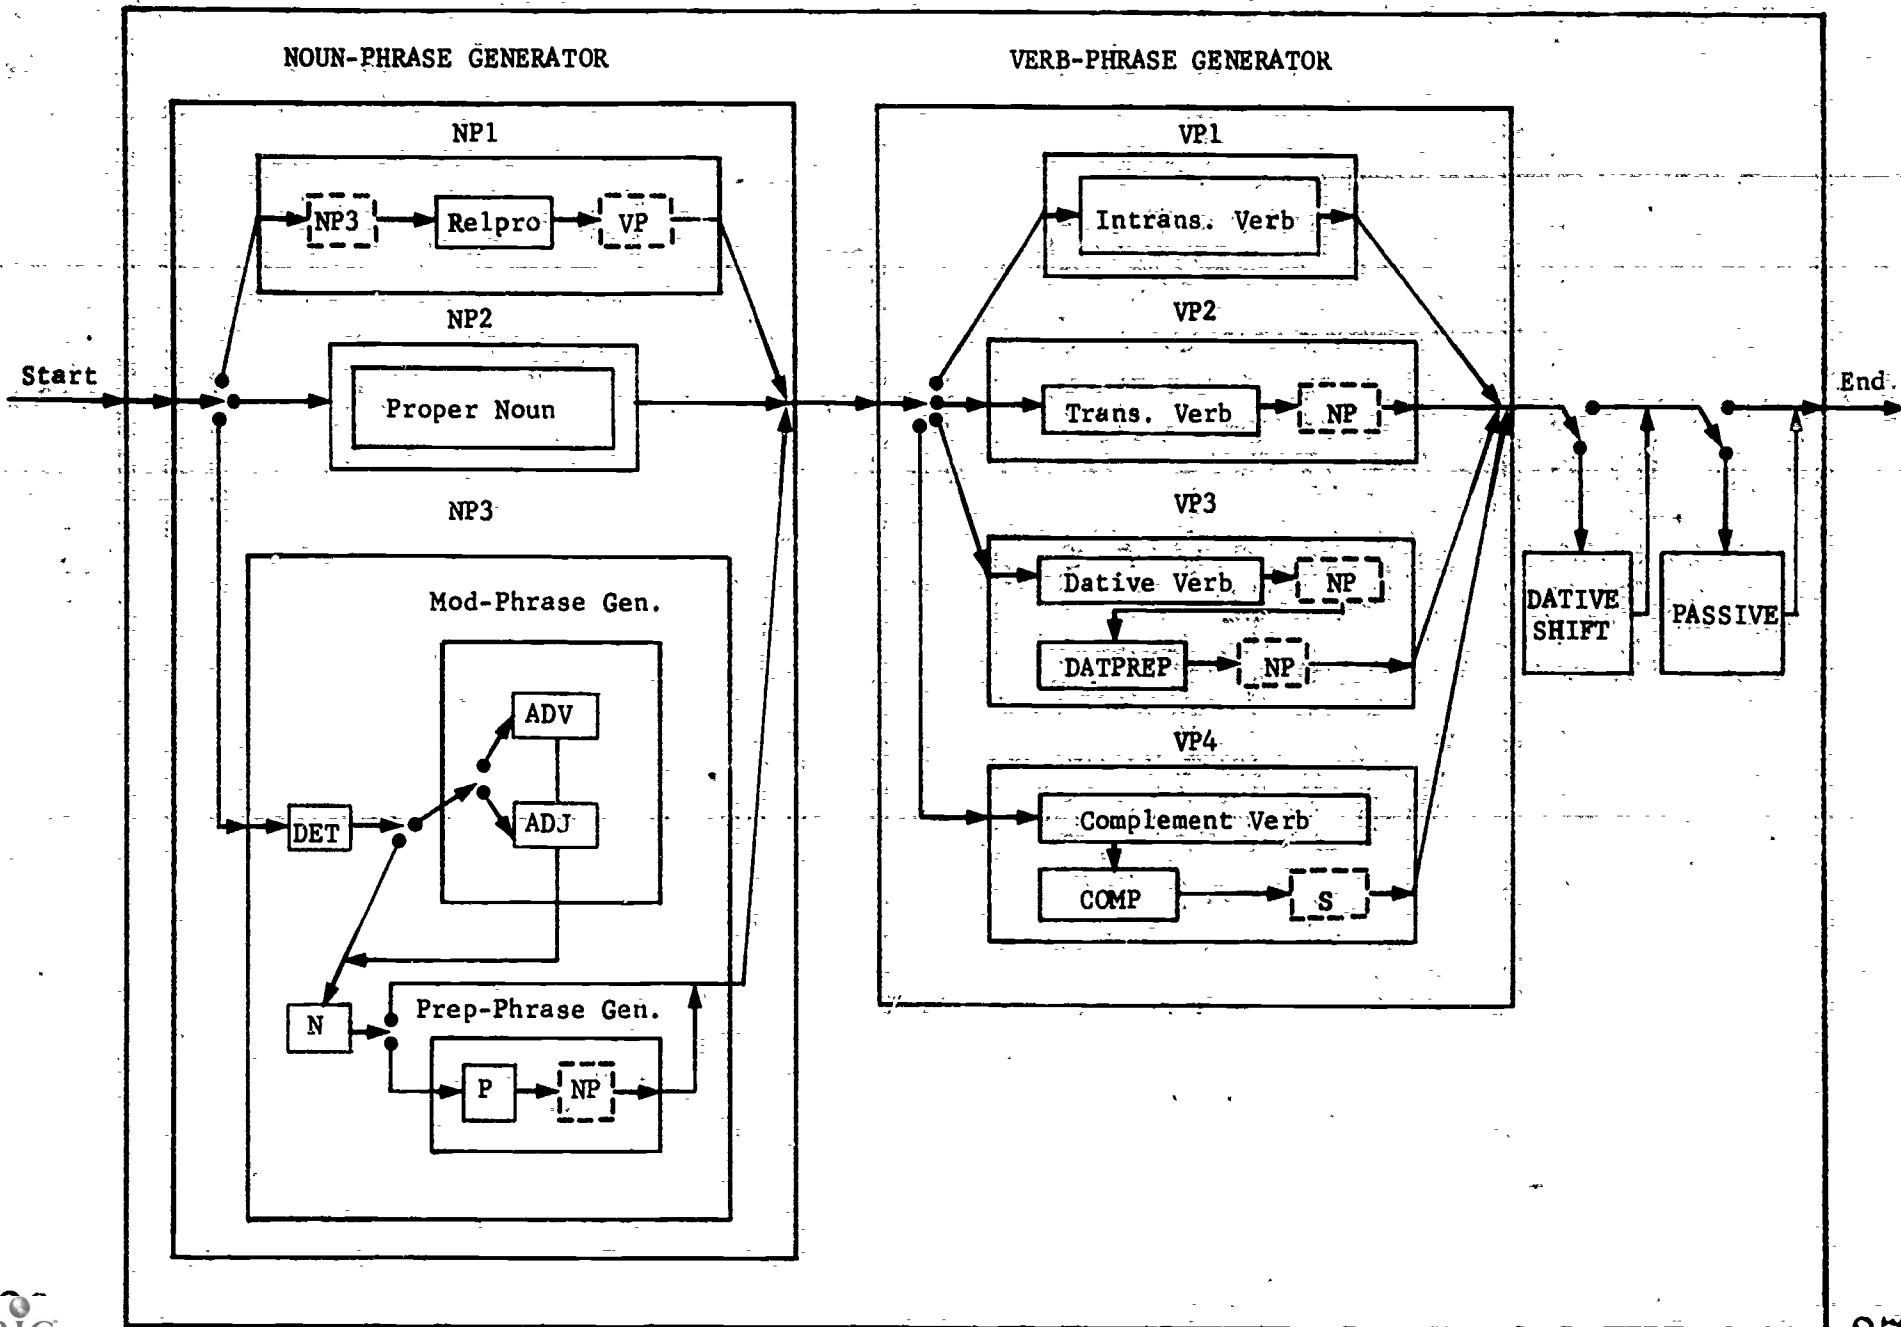 NOUN-PHRASE GENERATOR
VERB-PHRASE GENERATOR
NP1
NP3
Relpro
VP
NP2
Start
Proper Noun
NP3
Mod-Phrase Gen.
ADV
DET
ADJ
N
Prep-Phrase Gen.
P
NP
VP1
Intrans. Verb
VP2
Trans. Verb
NP
VP3
Dative Verb
NP
DATPREP
NP
VP4
Complement Verb
COMP
S
DATIVE
SHIFT
PASSIVE
End